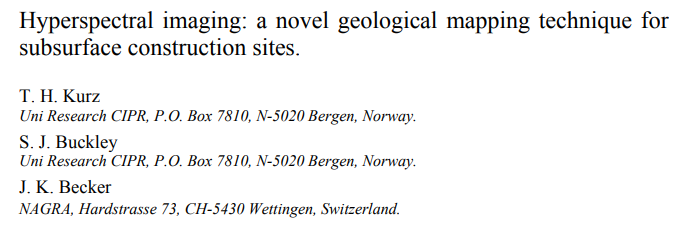 Hyperspectral imaging: a novel geological mapping technique for
subsurface construction sites.
T. H. Kurz
Uni Research CIPR, P.O. Box 7810, N-5020 Bergen, Norway.
S. J. Buckley
Uni Research CIPR, P.O. Box 7810, N-5020 Bergen, Norway.
J. K. Becker
NAGRA, Hardstrasse 73, CH-5430 Wettingen, Switzerland.